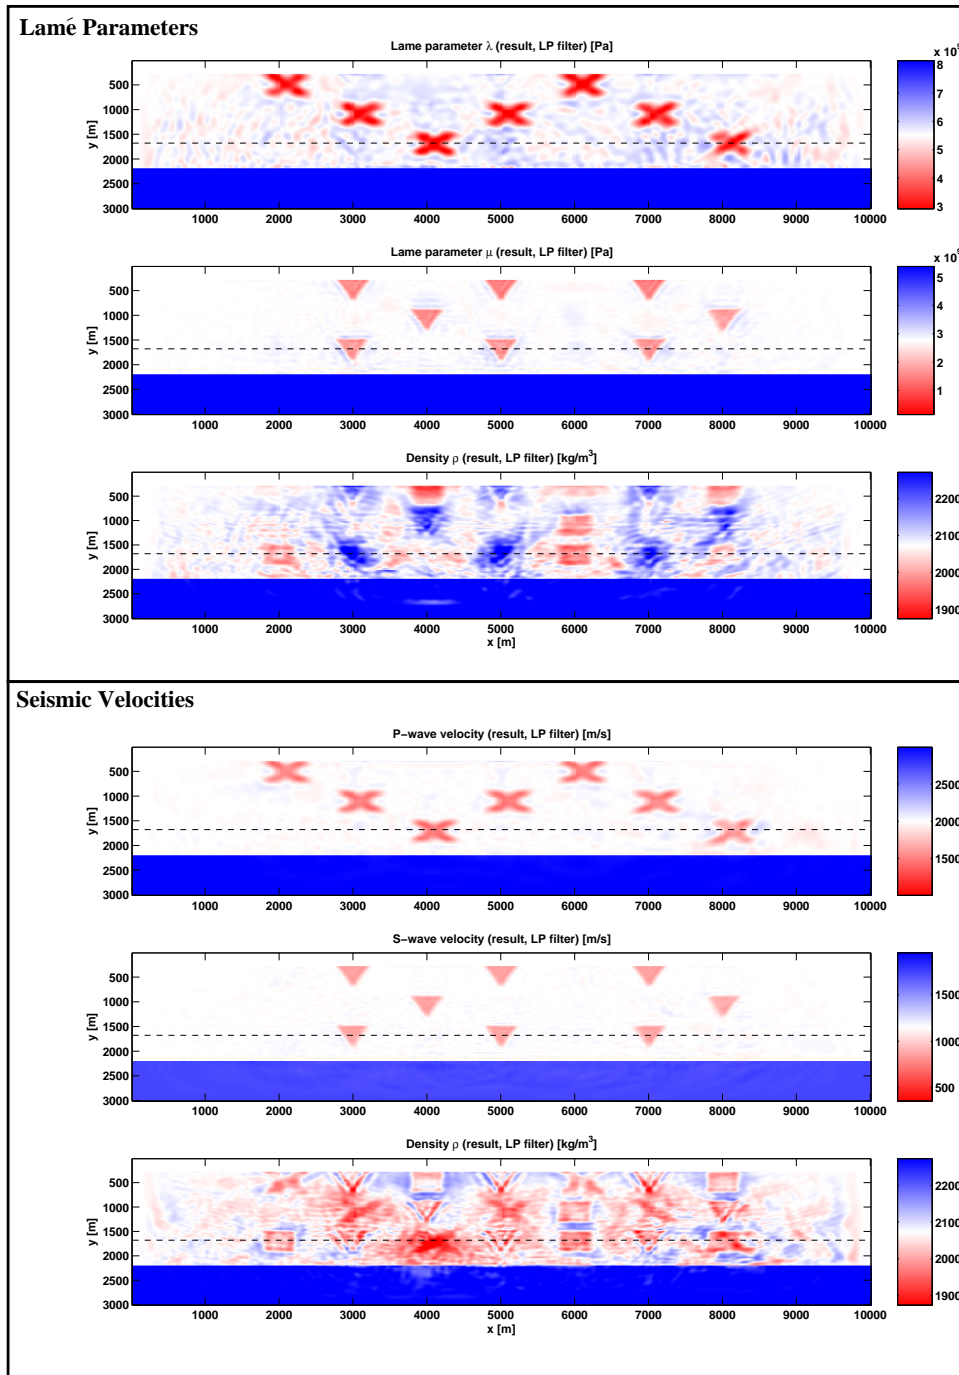 Lamé Parameters
Lame parameter λ (result, LP filter) [Pa]
x 10⁹
y [m]
500
1000
1500
2000
2500
3000
1000 2000 3000 4000 5000 6000 7000 8000 9000 10000
8
7
6
5
4
3
Lame parameter μ (result, LP filter) [Pa]
x 10⁹
y [m]
500
1000
1500
2000
2500
3000
1000 2000 3000 4000 5000 6000 7000 8000 9000 10000
5
4
3
2
1
Density ρ (result, LP filter) [kg/m³]
y [m]
500
1000
1500
2000
2500
3000
1000 2000 3000 4000 5000 6000 7000 8000 9000 10000
x [m]
2200
2100
2000
1900
Seismic Velocities
P−wave velocity (result, LP filter) [m/s]
y [m]
500
1000
1500
2000
2500
3000
1000 2000 3000 4000 5000 6000 7000 8000 9000 10000
2500
2000
1500
1000
S−wave velocity (result, LP filter) [m/s]
y [m]
500
1000
1500
2000
2500
3000
1000 2000 3000 4000 5000 6000 7000 8000 9000 10000
1500
1000
500
Density ρ (result, LP filter) [kg/m³]
y [m]
500
1000
1500
2000
2500
3000
1000 2000 3000 4000 5000 6000 7000 8000 9000 10000
x [m]
2200
2100
2000
1900